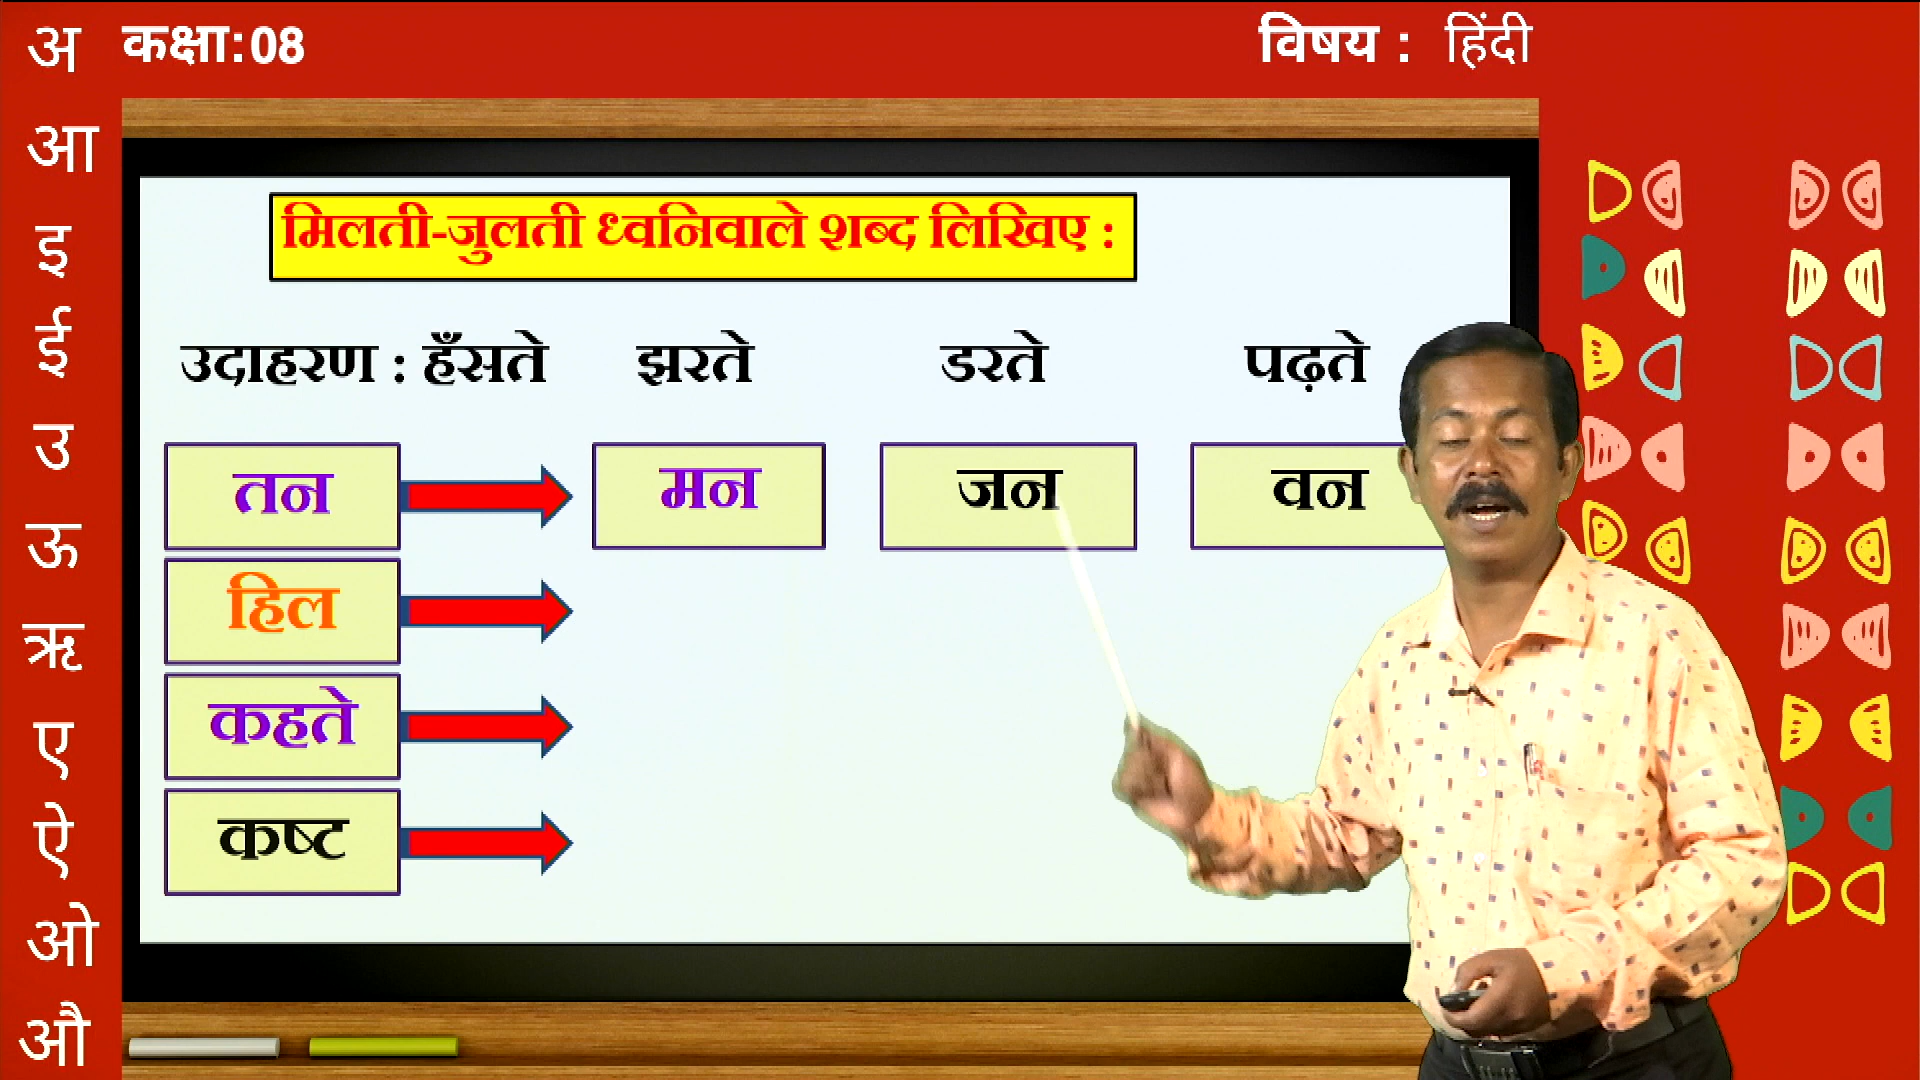 कक्षा:08
विषय : हिंदी
अ
आ
इ
ई
उ
ऊ
ऋ
ए
ऐ
ओ
औ
मिलती-जुलती ध्वनिवाले शब्द लिखिए :
उदाहरण : हँसते झरते डरते पढ़ते
तन मन जन वन
हिल
कहते
कष्ट